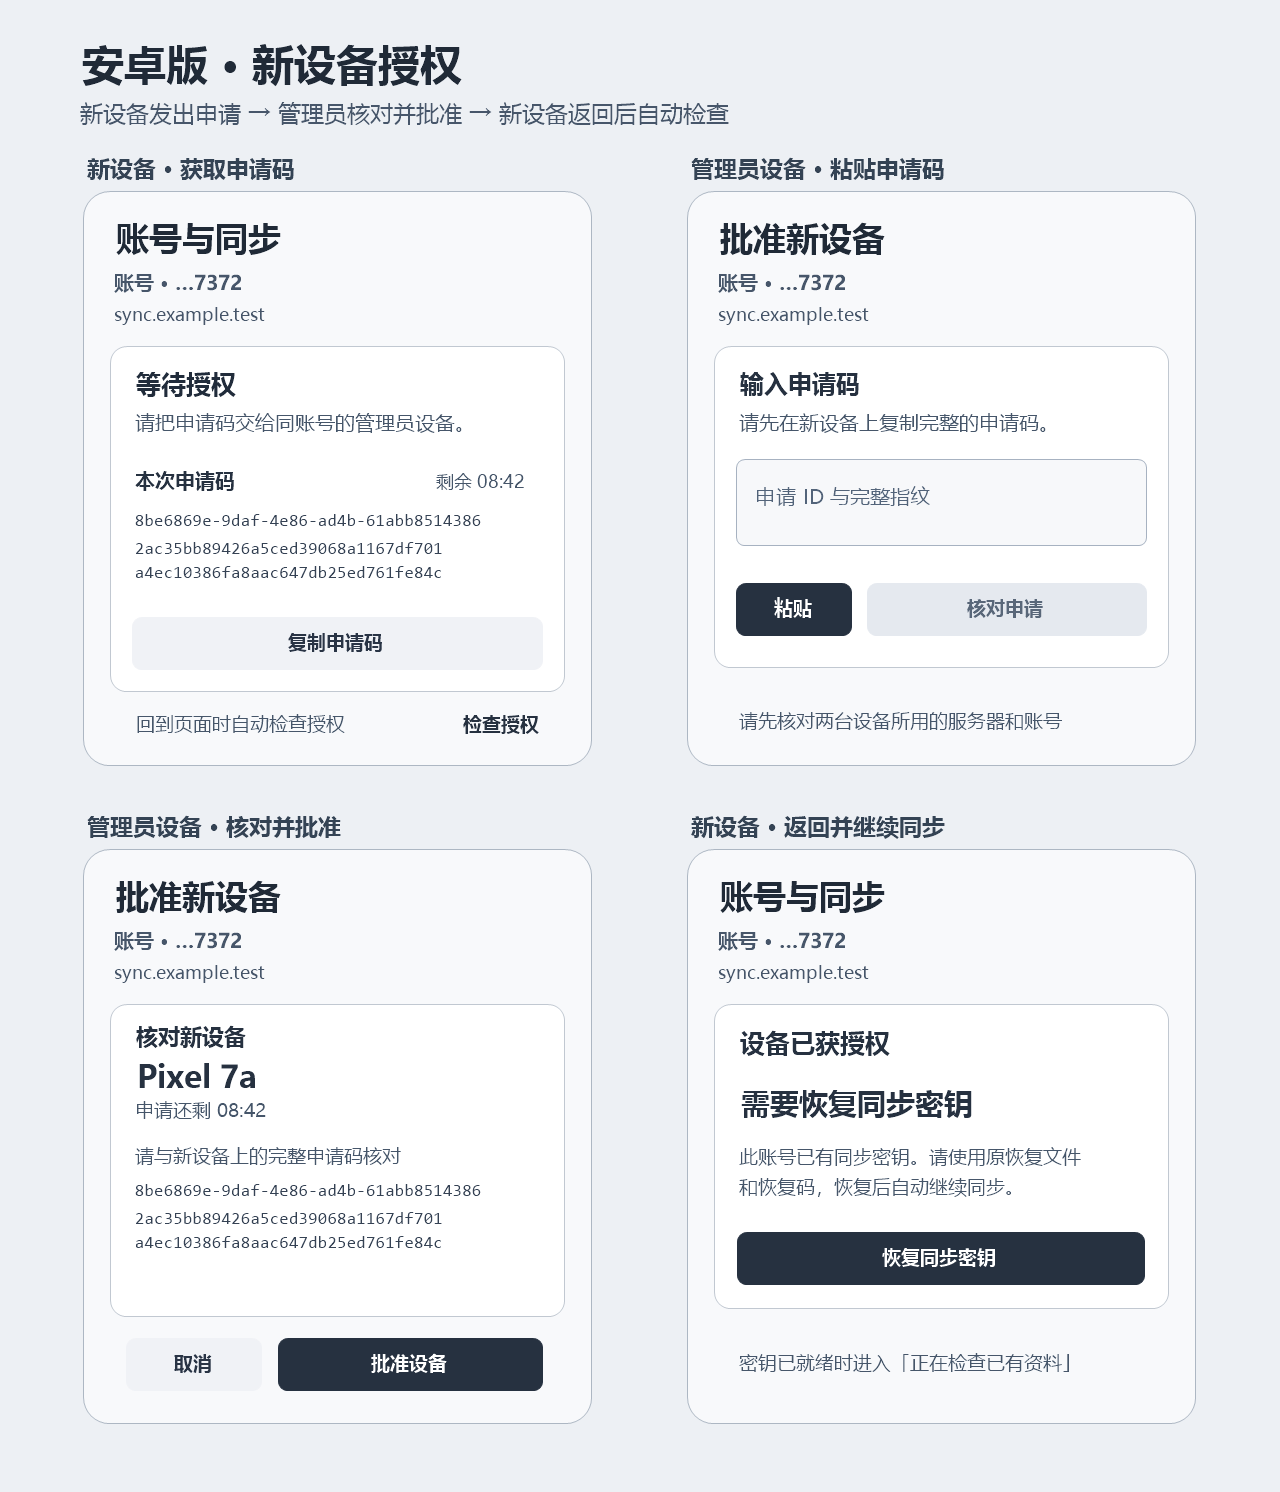 安卓版 • 新设备授权
新设备发出申请 → 管理员核对并批准 → 新设备返回后自动检查
新设备 • 获取申请码
账号与同步
账号 • …7372
sync.example.test
等待授权
请把申请码交给同账号的管理员设备。
本次申请码 剩余 08:42
8be6869e-9daf-4e86-ad4b-61abb8514386
2ac35bb89426a5ced39068a1167df701
a4ec10386fa8aac647db25ed761fe84c
复制申请码
回到页面时自动检查授权 检查授权
管理员设备 • 粘贴申请码
批准新设备
账号 • …7372
sync.example.test
输入申请码
请先在新设备上复制完整的申请码。
申请 ID 与完整指纹
粘贴 核对申请
请先核对两台设备所用的服务器和账号
管理员设备 • 核对并批准
批准新设备
账号 • …7372
sync.example.test
核对新设备
Pixel 7a
申请还剩 08:42
请与新设备上的完整申请码核对
8be6869e-9daf-4e86-ad4b-61abb8514386
2ac35bb89426a5ced39068a1167df701
a4ec10386fa8aac647db25ed761fe84c
取消 批准设备
新设备 • 返回并继续同步
账号与同步
账号 • …7372
sync.example.test
设备已获授权
需要恢复同步密钥
此账号已有同步密钥。请使用原恢复文件
和恢复码，恢复后自动继续同步。
恢复同步密钥
密钥已就绪时进入「正在检查已有资料」